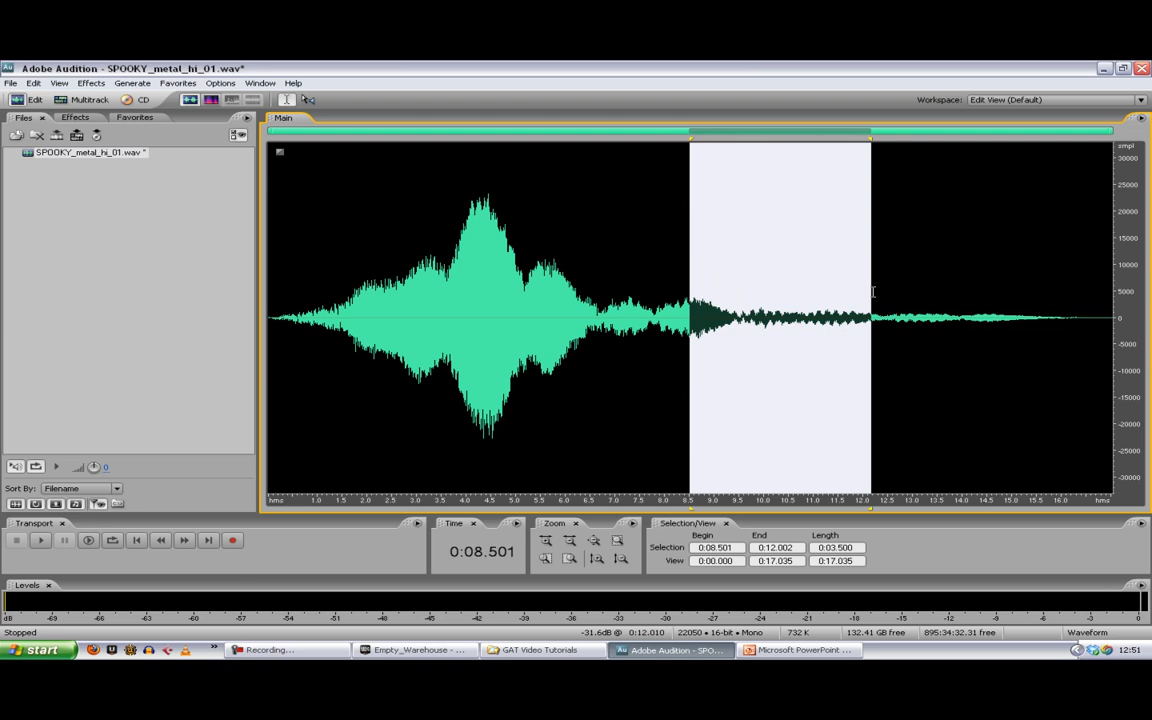 Adobe Audition - SPOOKY_metal_hi_01.wav*
File Edit View Effects Generate Favorites Options Window Help
Edit Multitrack CD Workspace: Edit View (Default)
Files Effects Favorites Main
SPOOKY_metal_hi_01.wav *
smpl
30000
25000
20000
15000
10000
5000
0
-5000
-10000
-15000
-20000
-25000
-30000
0
Sort By: Filename
hms 1.0 1.5 2.0 2.5 3.0 3.5 4.0 4.5 5.0 5.5 6.0 6.5 7.0 7.5 8.0 8.5 9.0 9.5 10.0 10.5 11.0 11.5 12.0 12.5 13.0 13.5 14.0 14.5 15.0 15.5 16.0 hms
Transport Time Zoom Selection/View
Begin End Length
Selection 0:08.501 0:12.002 0:03.500
View 0:00.000 0:17.035 0:17.035
0:08.501
Levels
dB -69 -66 -63 -60 -57 -54 -51 -48 -45 -42 -39 -36 -33 -30 -27 -24 -21 -18 -15 -12 -9 -6 -3 0
Stopped -31.6dB @ 0:12.010 22050 • 16-bit • Mono 732 K 132.41 GB free 895:34:32.31 free Waveform
start Recording... Empty_Warehouse - ... GAT Video Tutorials Adobe Audition - SPO... Microsoft PowerPoint ... 12:51